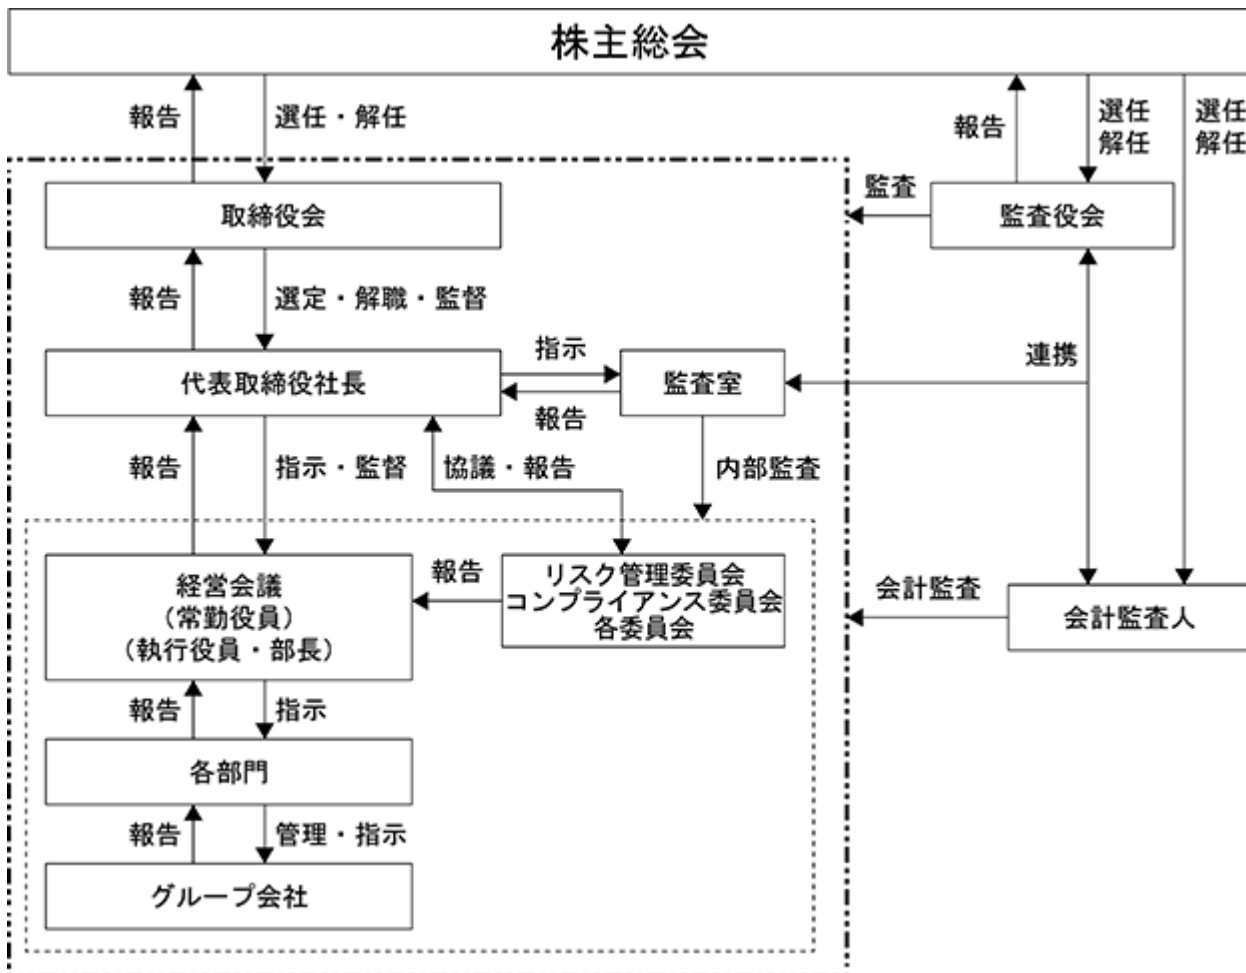 株主総会
報告
選任・解任
報告
選任
解任
選任
解任
取締役会
監査
監査役会
報告
選定・解職・監督
代表取締役社長
指示
報告
監査室
連携
報告
指示・監督
協議・報告
内部監査
経営会議
（常勤役員）
（執行役員・部長）
報告
リスク管理委員会
コンプライアンス委員会
各委員会
会計監査
会計監査人
報告
指示
各部門
報告
管理・指示
グループ会社